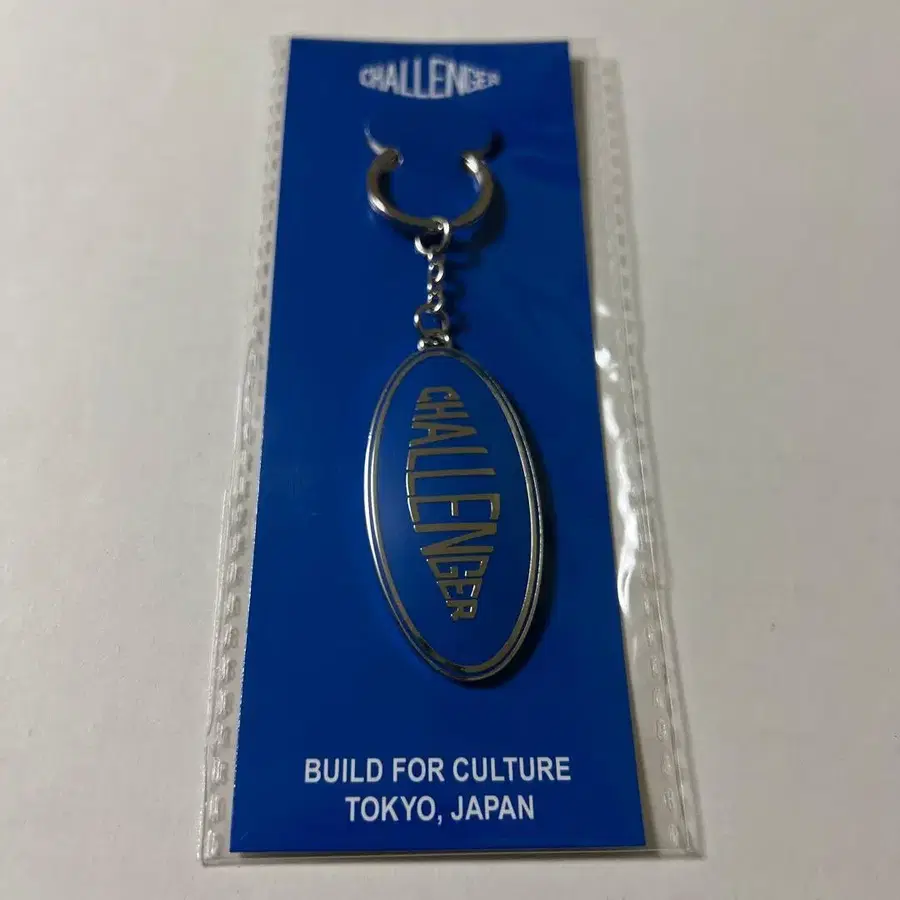 CHALLENGER
CHALLENGER
BUILD FOR CULTURE
TOKYO, JAPAN